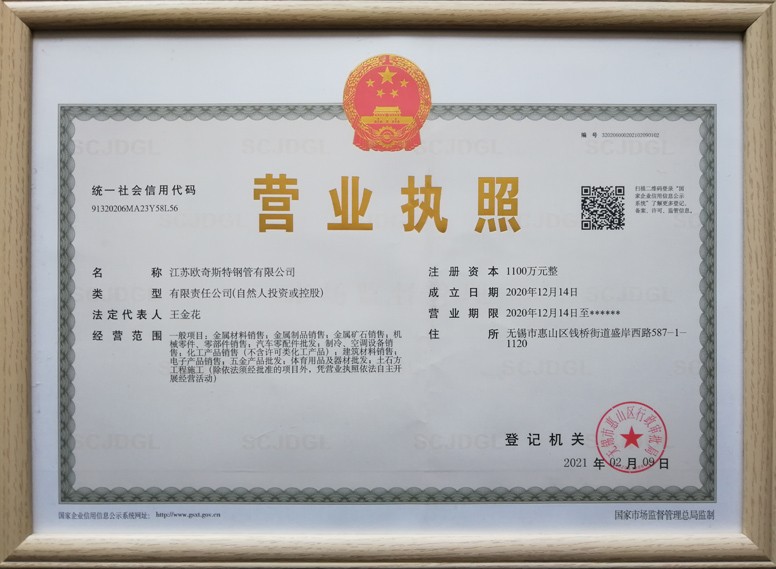 编 号 320200000202102090102
统一社会信用代码
91320206MA23Y58L56
营业执照
扫描二维码登录“国
家企业信用信息公示
系统”了解更多登记、
备案、许可、监管信息。
名 称 江苏欧奇斯特钢管有限公司
类 型 有限责任公司(自然人投资或控股)
法定代表人 王金花
经营范围 一般项目：金属材料销售；金属制品销售；金属矿石销售；机
械零件、零部件销售；汽车零配件批发；制冷、空调设备销
售；化工产品销售（不含许可类化工产品）；建筑材料销售；
电子产品销售；五金产品批发；体育用品及器材批发；土石方
工程施工（除依法须经批准的项目外，凭营业执照依法自主开
展经营活动）
注册资本 1100万元整
成立日期 2020年12月14日
营业期限 2020年12月14日至******
住 所 无锡市惠山区钱桥街道盛岸西路587-1-
1120
登记机关
无锡市惠山区行政审批局
2021 年 02 月 09 日
国家企业信用信息公示系统网址： http://www.gsxt.gov.cn
国家市场监督管理总局监制
SCJDGL